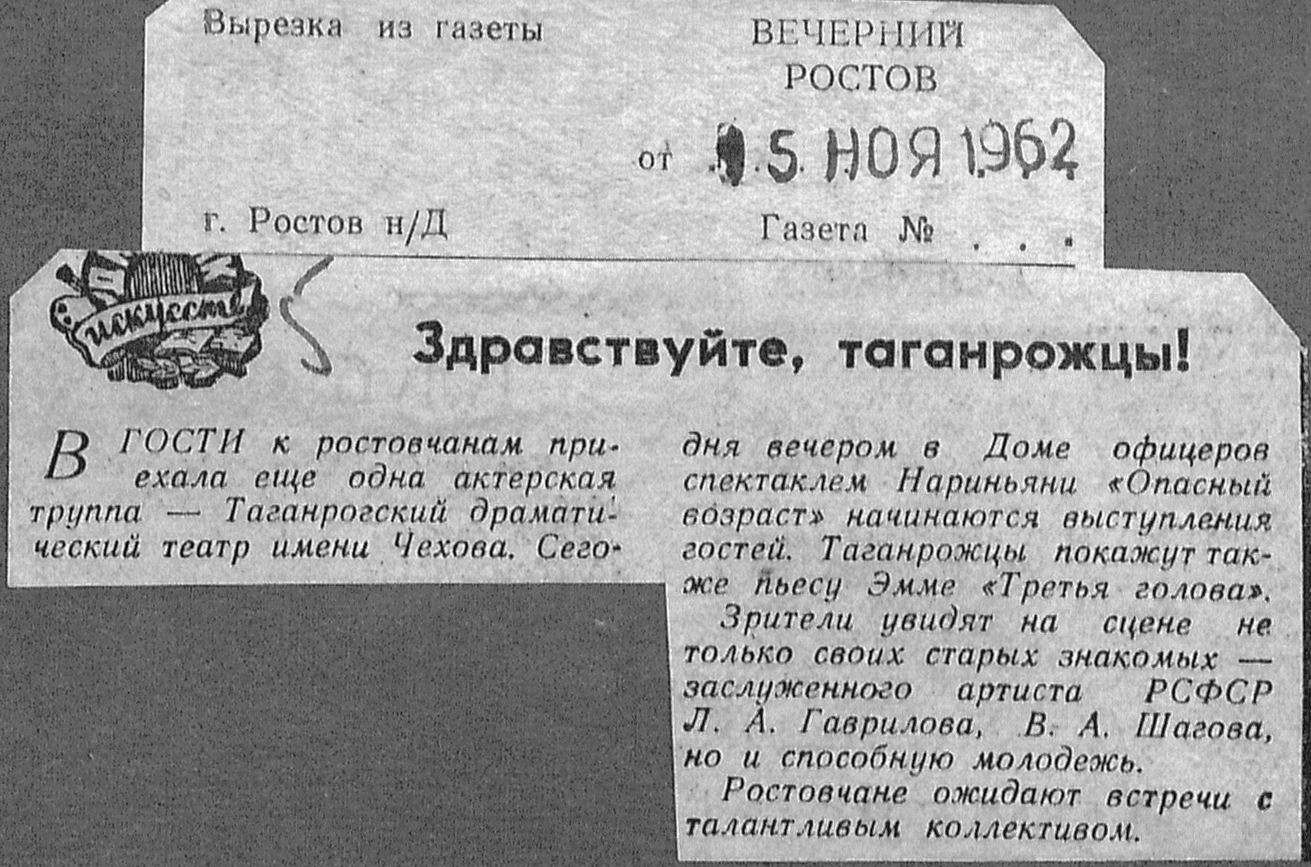 Вырезка из газеты
ВЕЧЕРНИЙ
РОСТОВ
от 5 НОЯ 1962
г. Ростов н/Д
Газета № . . .
искусств
Здравствуйте, таганрожцы!
В ГОСТИ к ростовчанам при-
ехала еще одна актерская
труппа — Таганрогский драмати-
ческий театр имени Чехова. Сего-
дня вечером в Доме офицеров
спектаклем Нариньяни «Опасный
возраст» начинаются выступления
гостей. Таганрожцы покажут так-
же пьесу Эмме «Третья голова».
Зрители увидят на сцене не
только своих старых знакомых —
заслуженного артиста РСФСР
Л. А. Гаврилова, В. А. Шагова,
но и способную молодежь.
Ростовчане ожидают встречи с
талантливым коллективом.